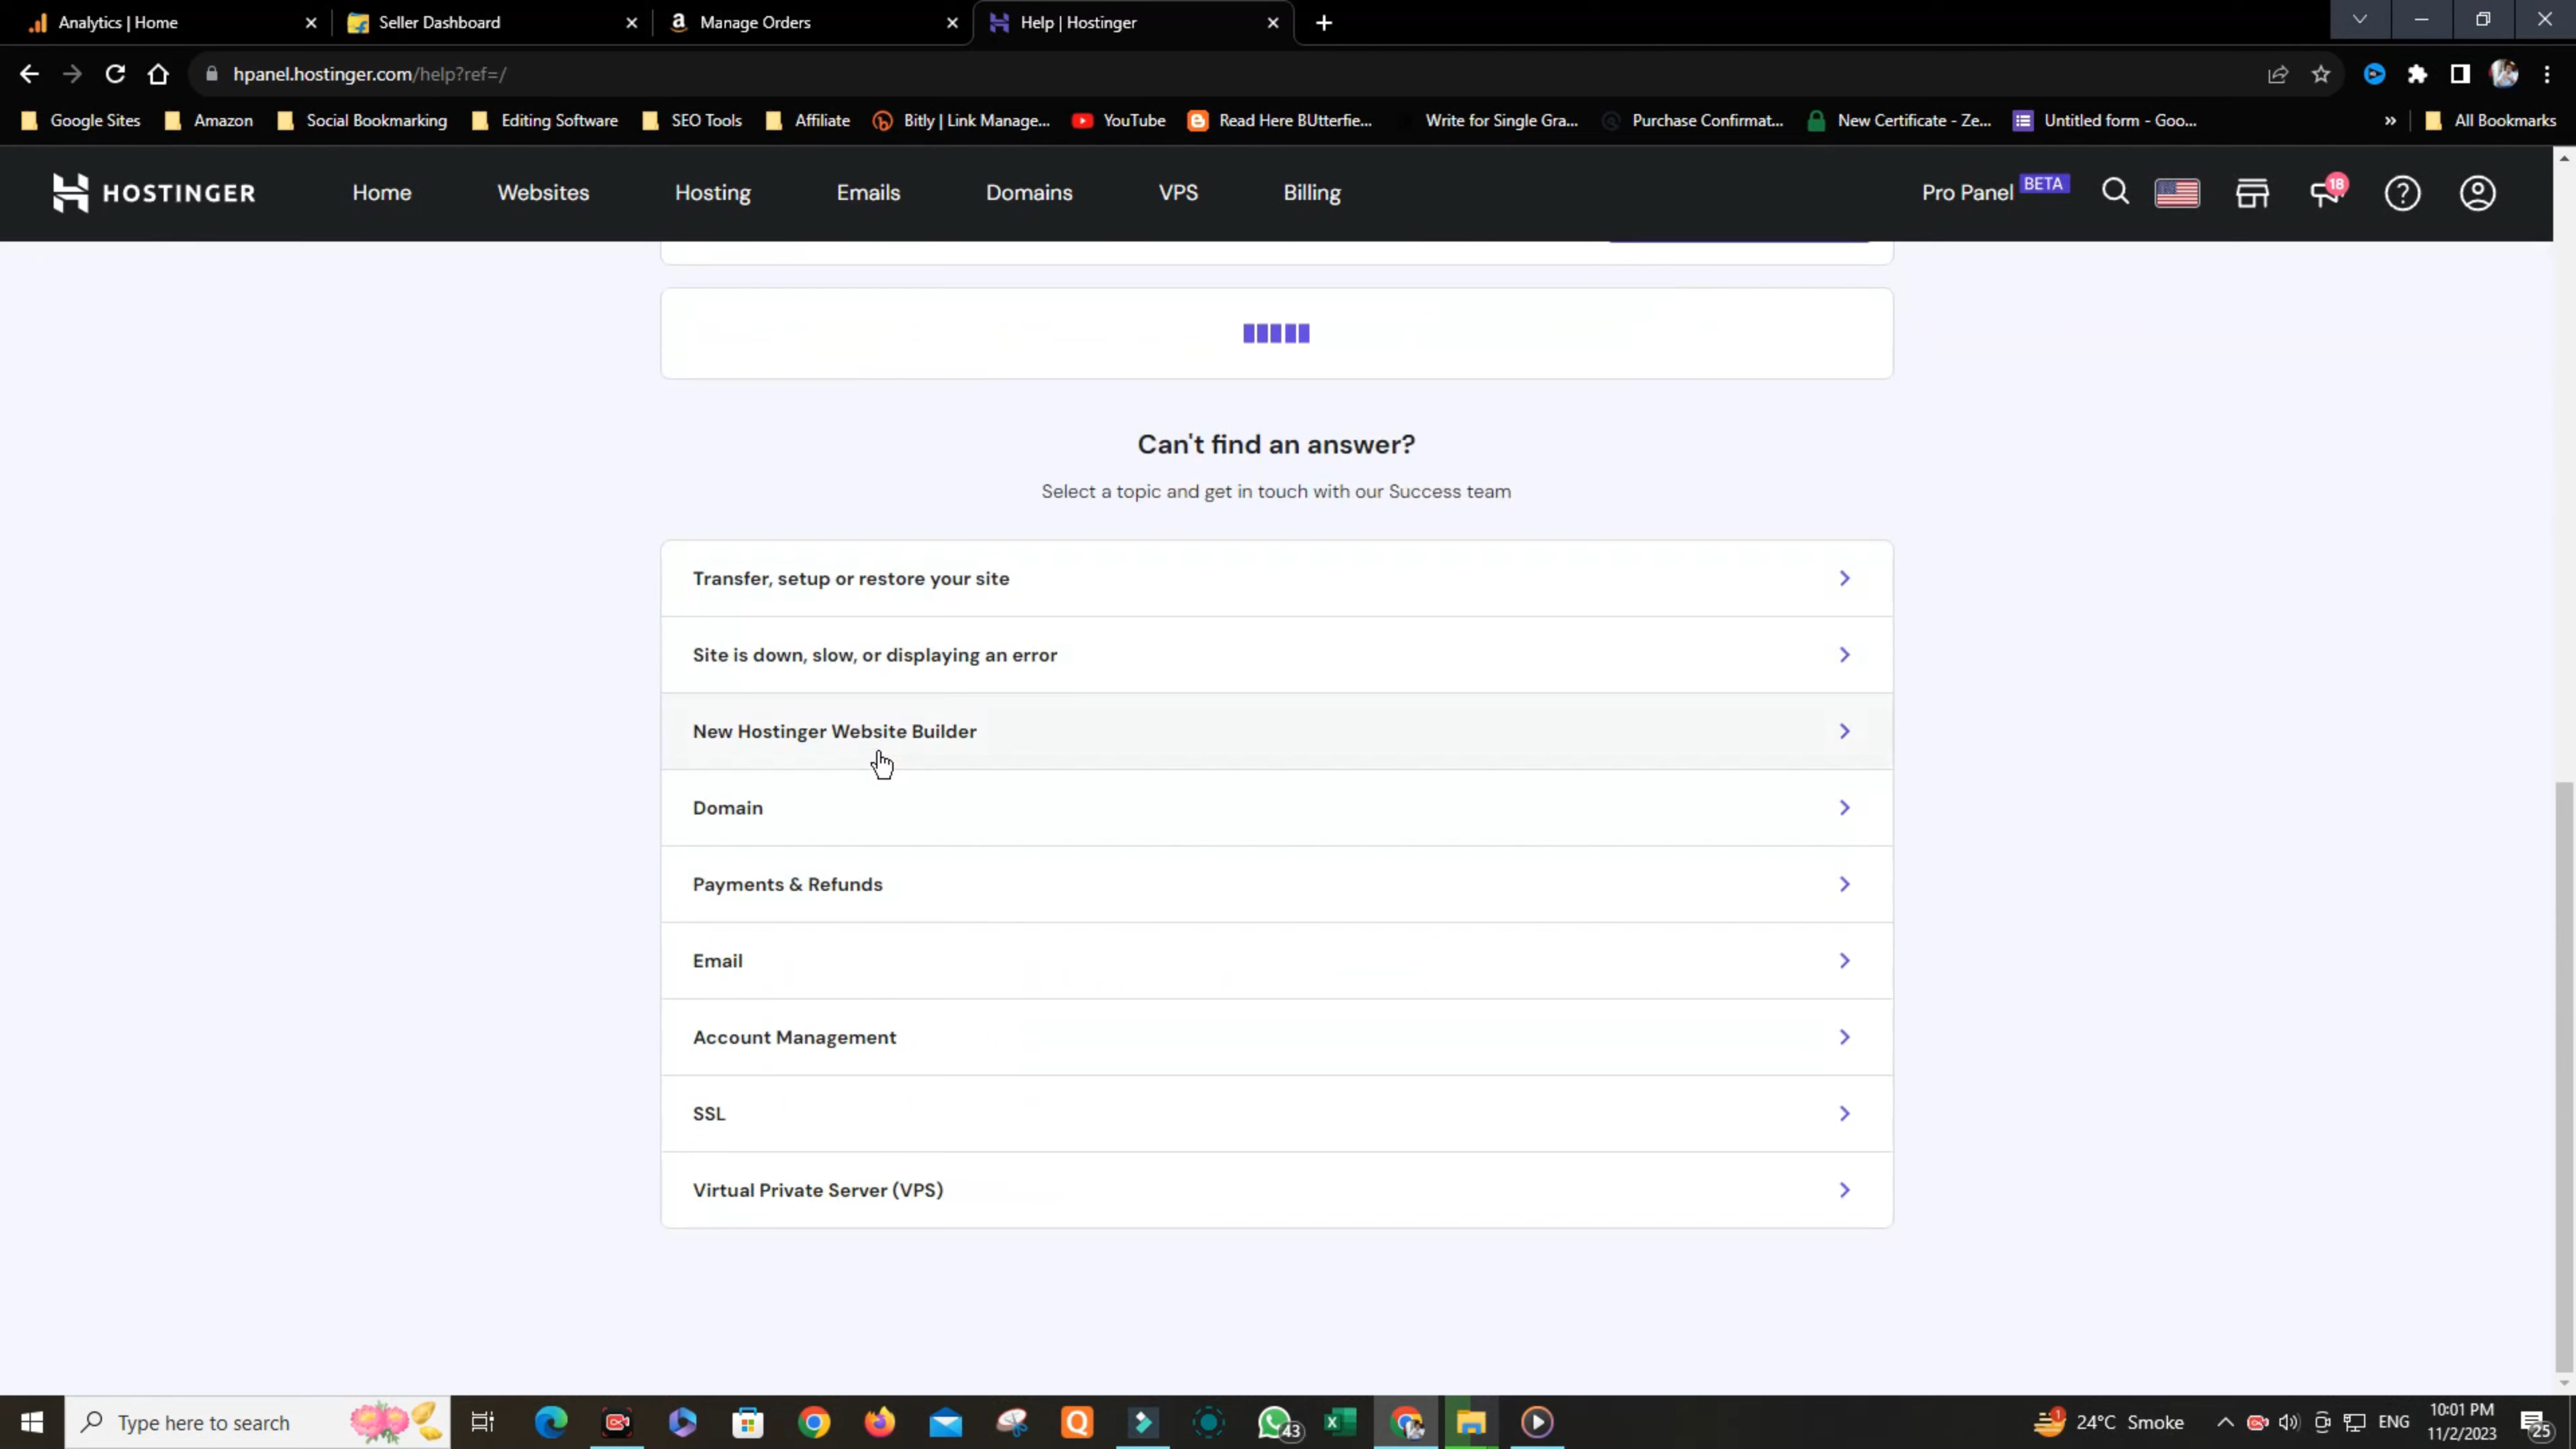 Analytics | Home
Seller Dashboard
a Manage Orders
Help | Hostinger
hpanel.hostinger.com/help?ref=/
Google Sites
Amazon
Social Bookmarking
Editing Software
SEO Tools
Affiliate
Bitly | Link Manage...
YouTube
Read Here BUtterfie...
Write for Single Gra...
Purchase Confirmat...
New Certificate - Ze...
Untitled form - Goo...
»
All Bookmarks
HOSTINGER
Home
Websites
Hosting
Emails
Domains
VPS
Billing
Pro Panel BETA
18
Can't find an answer?
Select a topic and get in touch with our Success team
Transfer, setup or restore your site
Site is down, slow, or displaying an error
New Hostinger Website Builder
Domain
Payments & Refunds
Email
Account Management
SSL
Virtual Private Server (VPS)
Type here to search
Q
43
1
24°C Smoke
ENG
10:01 PM
11/2/2023
25